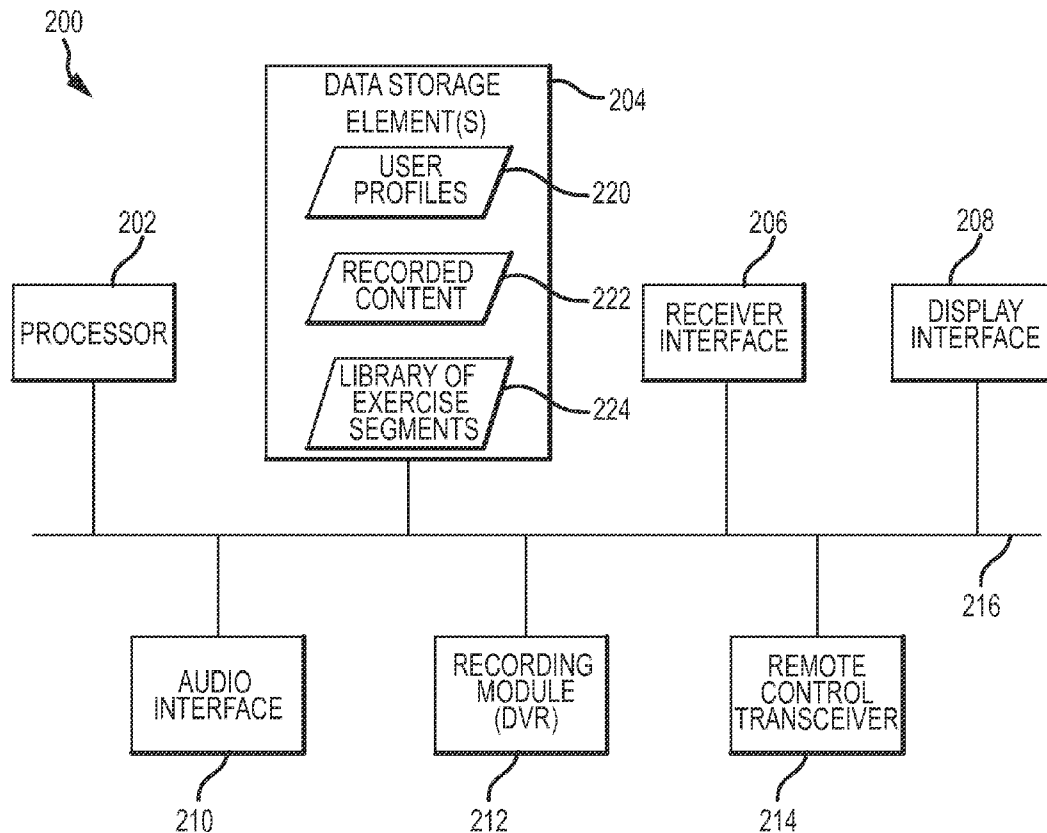 200
DATA STORAGE
ELEMENT(S)
204
USER
PROFILES
220
202
206
208
RECORDED
CONTENT
222
PROCESSOR
RECEIVER
INTERFACE
DISPLAY
INTERFACE
LIBRARY OF
EXERCISE
SEGMENTS
224
216
AUDIO
INTERFACE
RECORDING
MODULE
(DVR)
REMOTE
CONTROL
TRANSCEIVER
210
212
214